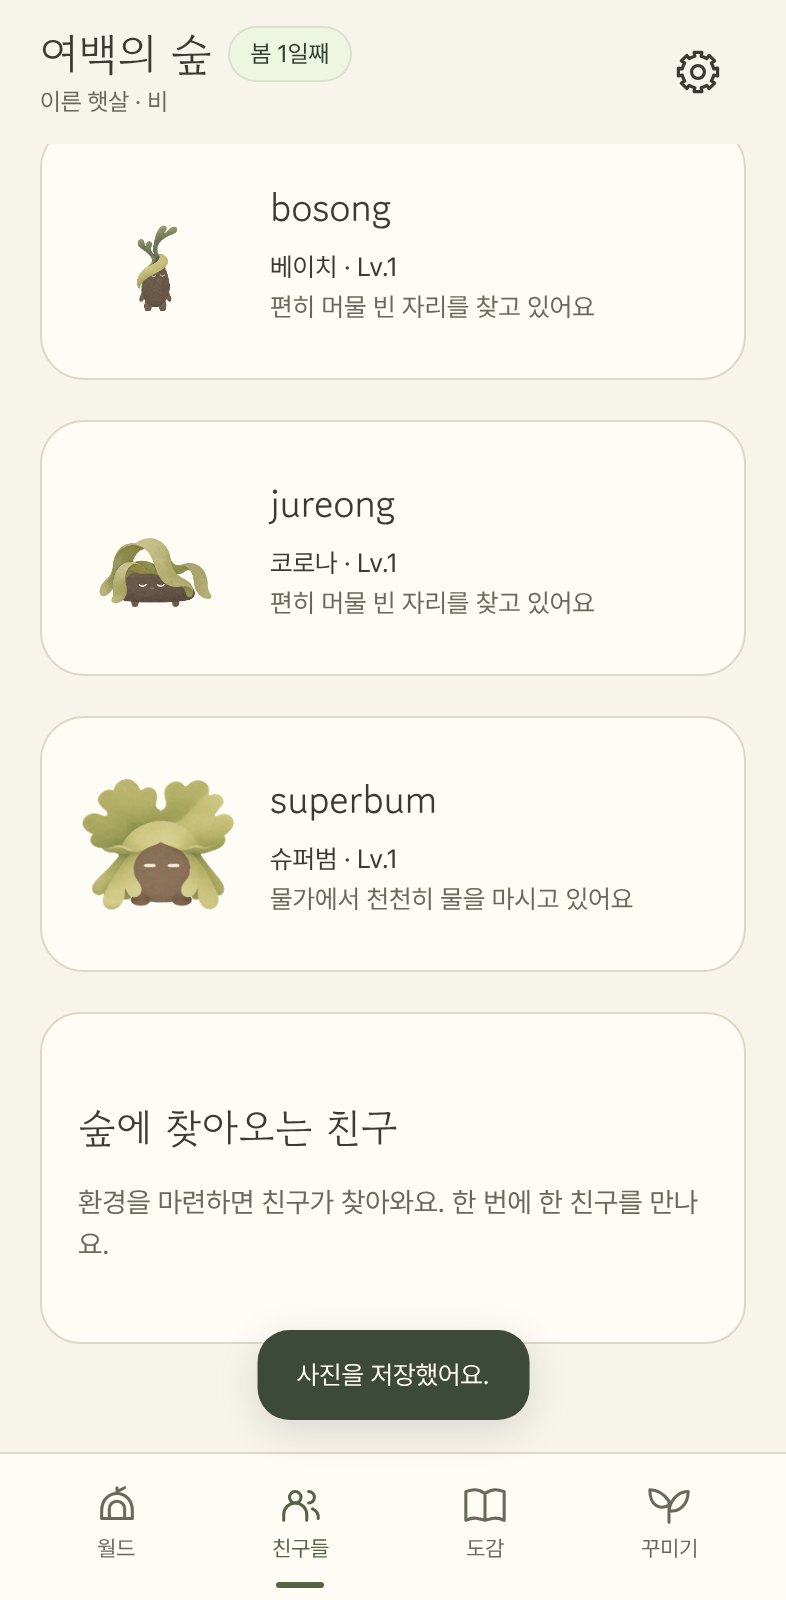 여백의 숲
봄 1일째
이른 햇살 · 비
bosong
베이치 · Lv.1
편히 머물 빈 자리를 찾고 있어요
jureong
코로나 · Lv.1
편히 머물 빈 자리를 찾고 있어요
superbum
슈퍼범 · Lv.1
물가에서 천천히 물을 마시고 있어요
숲에 찾아오는 친구
환경을 마련하면 친구가 찾아와요. 한 번에 한 친구를 만나
요.
사진을 저장했어요.
월드
친구들
도감
꾸미기